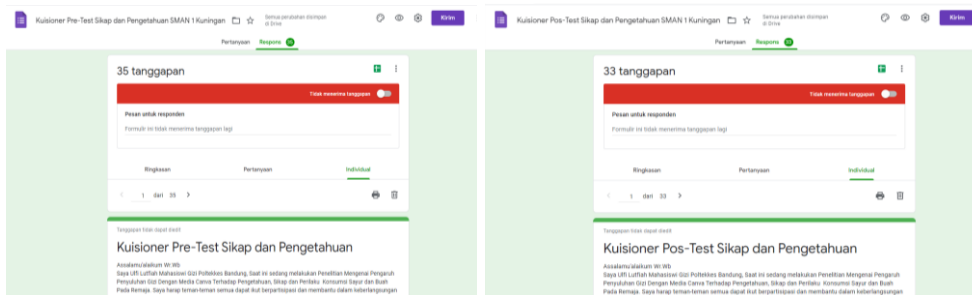 Kuisioner Pre-Test Sikap dan Pengetahuan SMAN 1 Kuningan
Semua perubahan disimpan
di Drive
Kirim
Pertanyaan Respons 35
35 tanggapan
Tidak menerima tanggapan
Pesan untuk responden
Formulir ini tidak menerima tanggapan lagi
Ringkasan Pertanyaan Individual
1 dari 35
Tanggapan tidak dapat diedit
Kuisioner Pre-Test Sikap dan Pengetahuan
Assalamu'alaikum Wr.Wb
Saya Ulfi Lutfiah Mahasiswi Gizi Poltekkes Bandung, Saat ini sedang melakukan Penelitian Mengenai Pengaruh
Penyuluhan Gizi Dengan Media Canva Terhadap Pengetahuan, Sikap dan Perilaku Konsumsi Sayur dan Buah
Pada Remaja. Saya harap teman-teman semua dapat ikut berpartisipasi dan membantu dalam keberlangsungan
Kuisioner Pos-Test Sikap dan Pengetahuan SMAN 1 Kuningan
Semua perubahan disimpan
di Drive
Kirim
Pertanyaan Respons 33
33 tanggapan
Tidak menerima tanggapan
Pesan untuk responden
Formulir ini tidak menerima tanggapan lagi
Ringkasan Pertanyaan Individual
1 dari 33
Tanggapan tidak dapat diedit
Kuisioner Pos-Test Sikap dan Pengetahuan
Assalamu'alaikum Wr.Wb
Saya Ulfi Lutfiah Mahasiswi Gizi Poltekkes Bandung, Saat ini sedang melakukan Penelitian Mengenai Pengaruh
Penyuluhan Gizi Dengan Media Canva Terhadap Pengetahuan, Sikap dan Perilaku Konsumsi Sayur dan Buah
Pada Remaja. Saya harap teman-teman semua dapat ikut berpartisipasi dan membantu dalam keberlangsungan